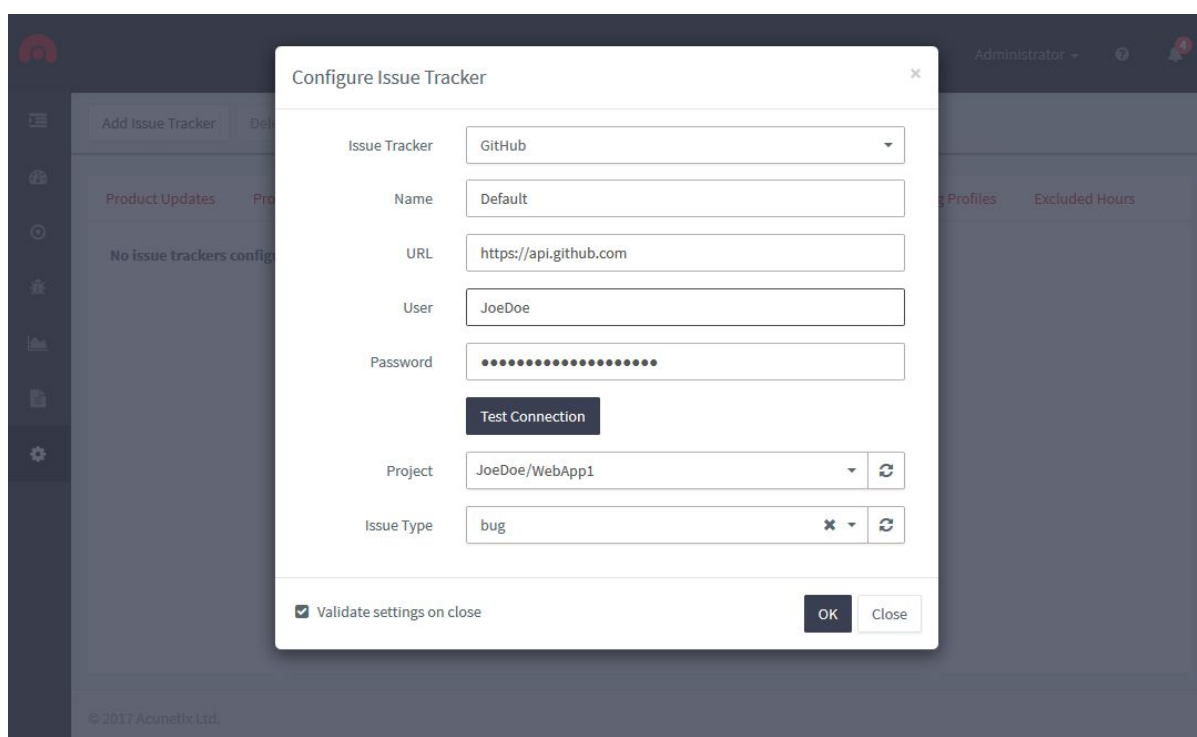 Administrator
4
Configure Issue Tracker
Add Issue Tracker
Issue Tracker GitHub
Product Updates
Name Default
Profiles Excluded Hours
URL https://api.github.com
No issue trackers
User JoeDoe
Password ••••••••••••••••••••
Test Connection
Project JoeDoe/WebApp1
Issue Type bug
Validate settings on close
OK Close
© 2017 Acunetix Ltd.